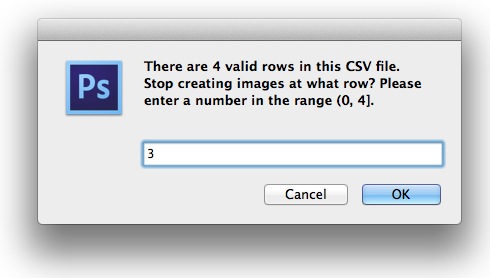 There are 4 valid rows in this CSV file.
Stop creating images at what row? Please
enter a number in the range (0, 4].
Ps
3
Cancel
OK